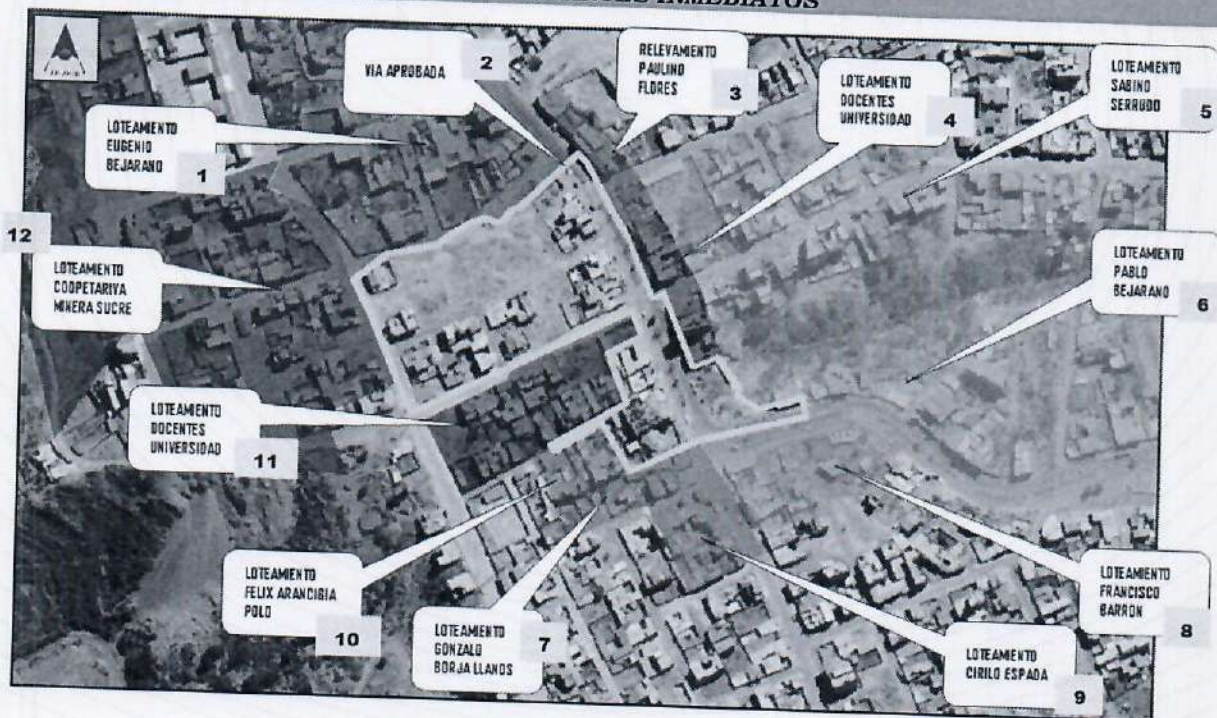 INMEDIATOS
VIA APROBADA
2
RELEVAMIENTO
PAULINO
FLORES
3
LOTEAMIENTO
DOCENTES
UNIVERSIDAD
4
LOTEAMIENTO
SABINO
SERRUDO
5
LOTEAMIENTO
EUGENIO
BEJARANO
1
12
LOTEAMIENTO
COOPETARIVA
MINERA SUCRE
LOTEAMIENTO
PABLO
BEJARANO
6
LOTEAMIENTO
DOCENTES
UNIVERSIDAD
11
LOTEAMIENTO
FELIX ARANCIBIA
POLO
10
LOTEAMIENTO
GONZALO
BORJA LLANOS
7
LOTEAMIENTO
FRANCISCO
BARRON
8
LOTEAMIENTO
CIRILO ESPADA
9